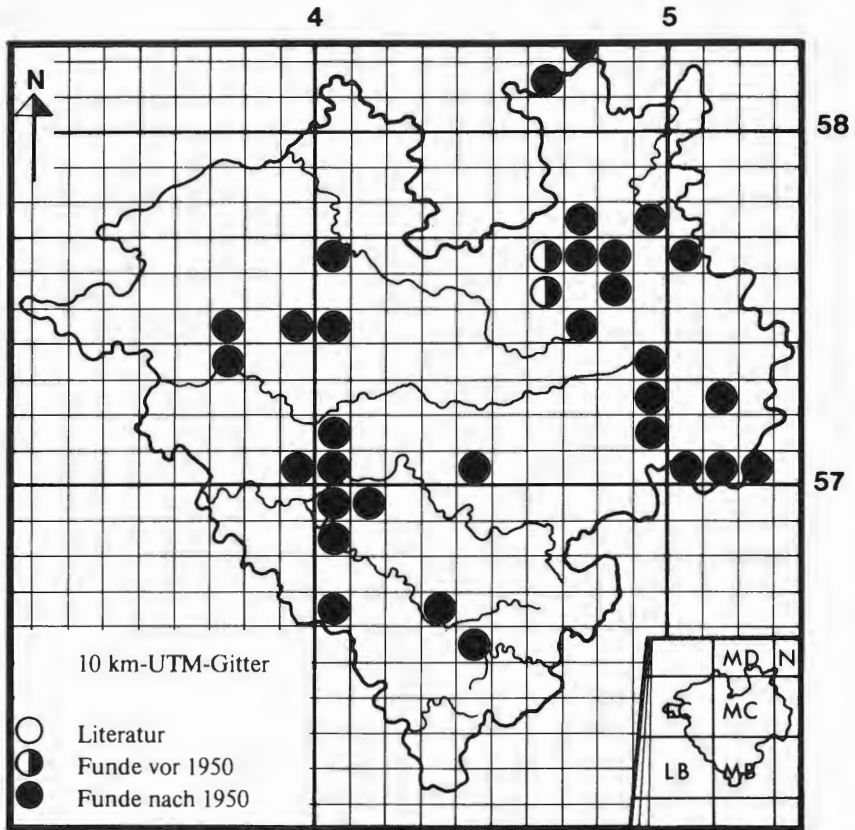 4 5
N
58
57
10 km-UTM-Gitter
MD N
MC
LB MB
Literatur
Funde vor 1950
Funde nach 1950